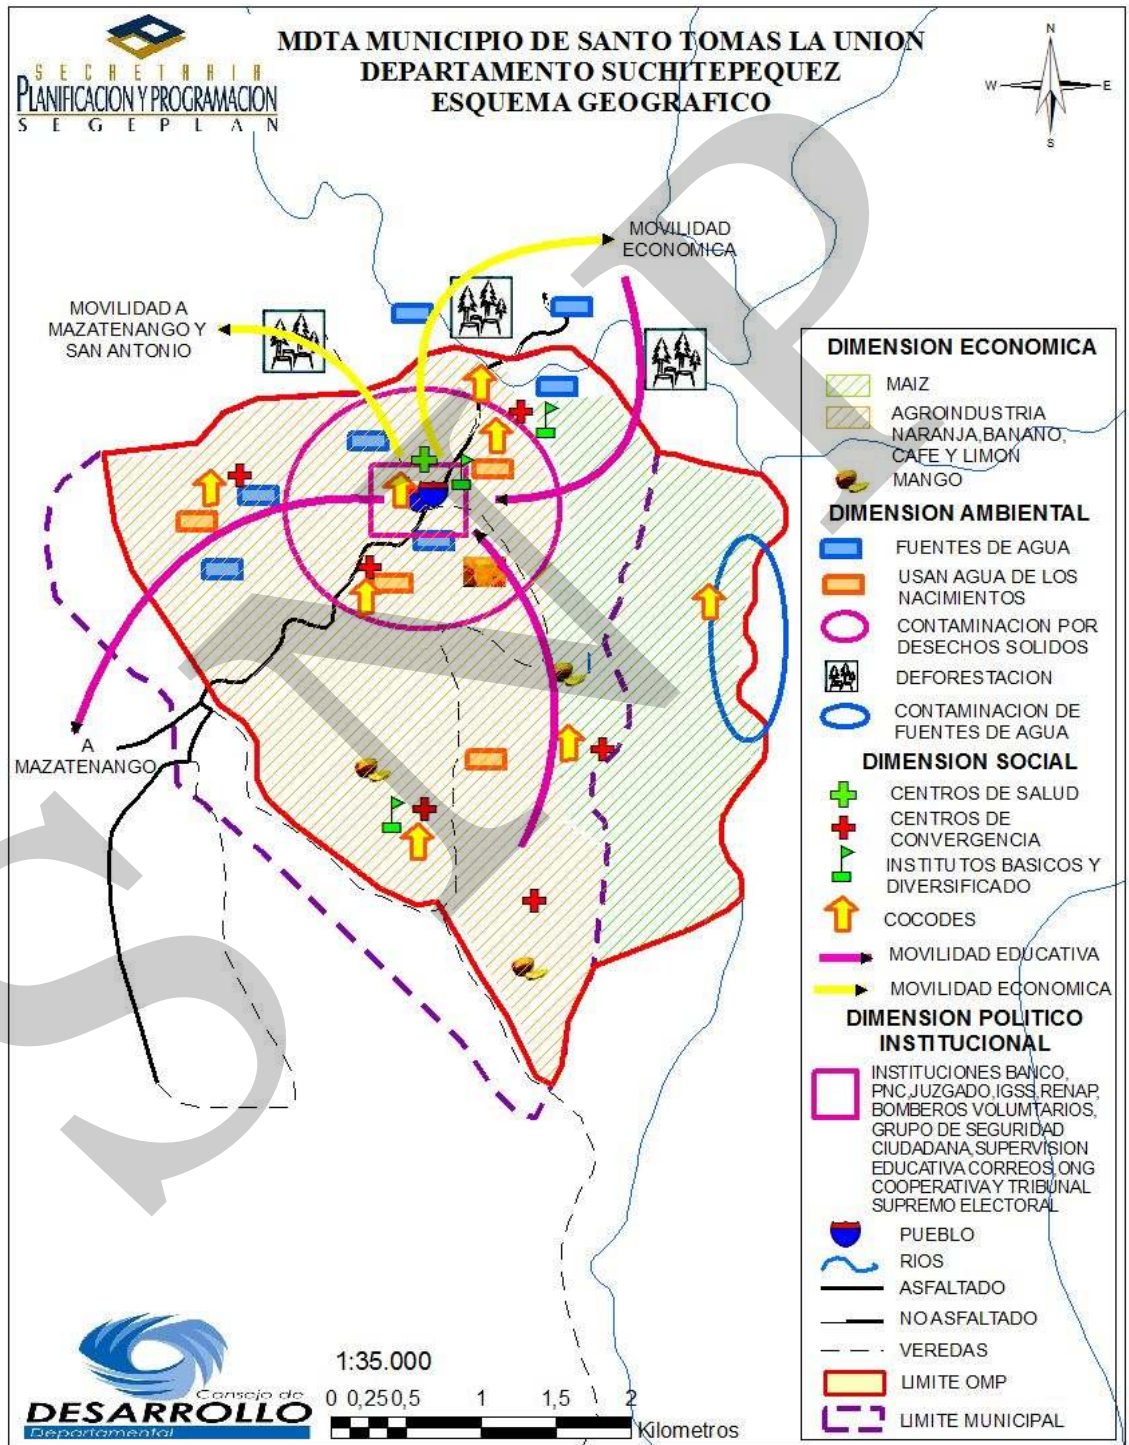 SECRETARIA
PLANIFICACION Y PROGRAMACION
SEGEPLAN
MDTA MUNICIPIO DE SANTO TOMAS LA UNION
DEPARTAMENTO SUCHITEPEQUEZ
ESQUEMA GEOGRAFICO
N
W
E
S
MOVILIDAD
ECONOMICA
MOVILIDAD A
MAZATENANGO Y
SAN ANTONIO
A
MAZATENANGO
DIMENSION ECONOMICA
MAIZ
AGROINDUSTRIA
NARANJA,BANANO,
CAFE Y LIMON
MANGO
DIMENSION AMBIENTAL
FUENTES DE AGUA
USAN AGUA DE LOS
NACIMIENTOS
CONTAMINACION POR
DESECHOS SOLIDOS
DEFORESTACION
CONTAMINACION DE
FUENTES DE AGUA
DIMENSION SOCIAL
CENTROS DE SALUD
CENTROS DE
CONVERGENCIA
INSTITUTOS BASICOS Y
DIVERSIFICADO
COCODES
MOVILIDAD EDUCATIVA
MOVILIDAD ECONOMICA
DIMENSION POLITICO
INSTITUCIONAL
INSTITUCIONES BANCO,
PNC,JUZGADO,IGSS,RENAP,
BOMBEROS VOLUMTARIOS,
GRUPO DE SEGURIDAD
CIUDADANA,SUPERVISION
EDUCATIVA CORREOS,ONG
COOPERATIVA Y TRIBUNAL
SUPREMO ELECTORAL
PUEBLO
RIOS
ASFALTADO
NO ASFALTADO
VEREDAS
LIMITE OMP
LIMITE MUNICIPAL
Consejo de
DESARROLLO
Departamental
1:35.000
0 0,25 0,5 1 1,5 2
Kilometros
SNIP